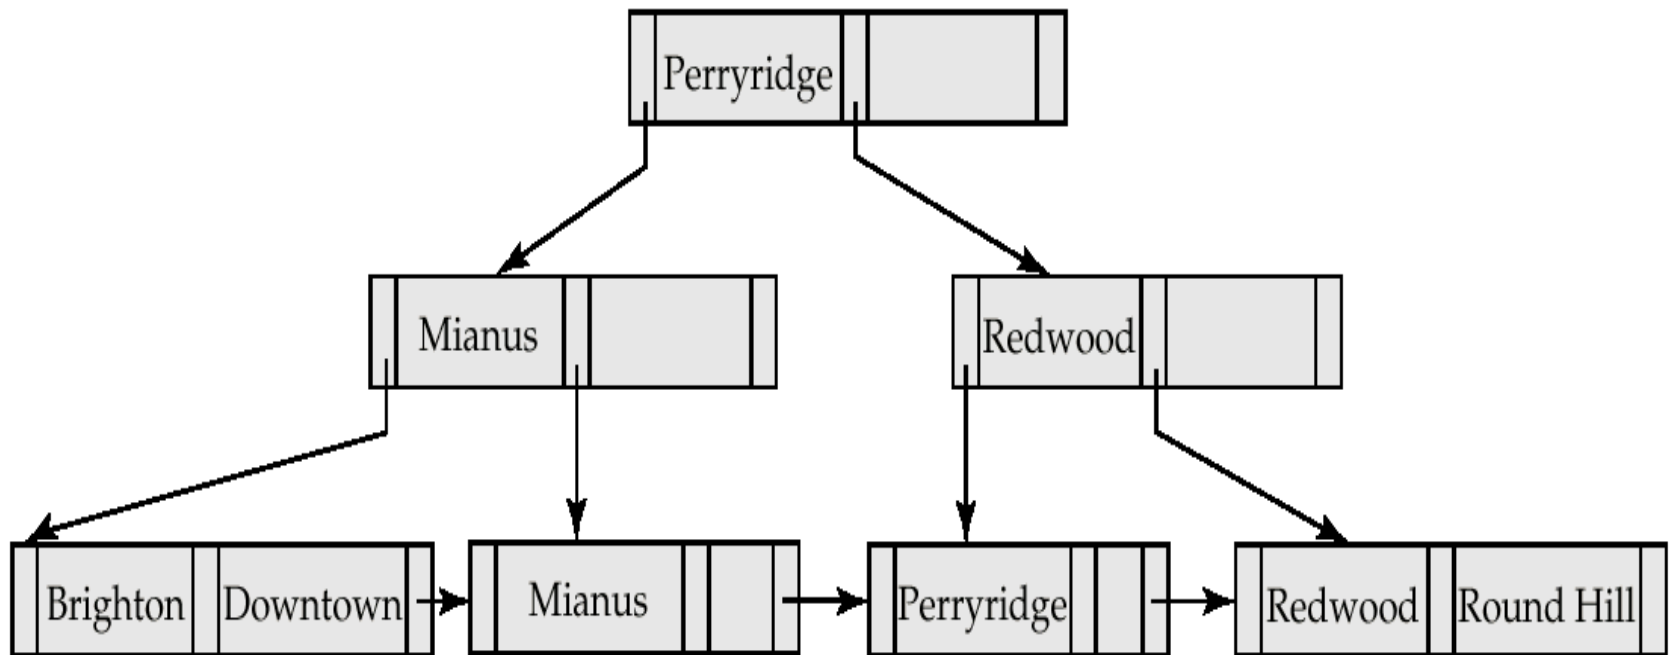 Perryridge
Mianus
Redwood
Brighton Downtown
Mianus
Perryridge
Redwood Round Hill